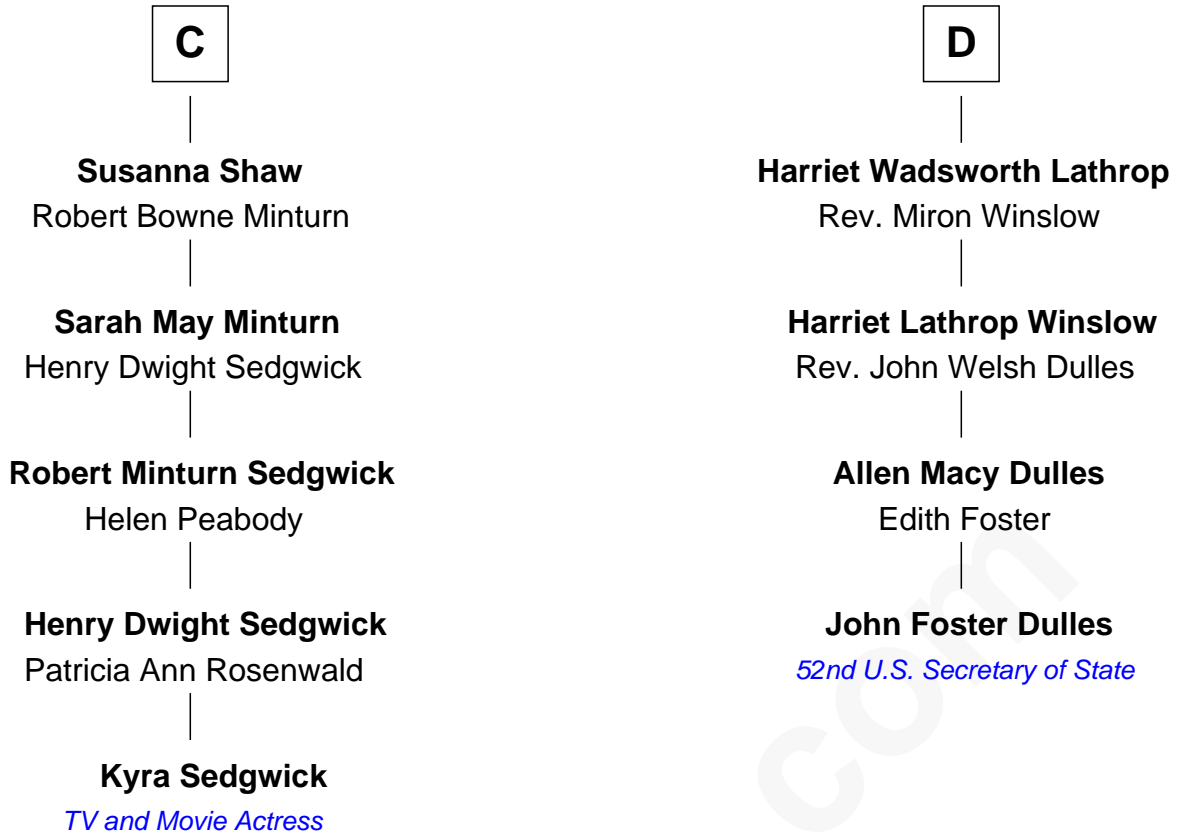 C
Susanna Shaw
Robert Bowne Minturn
Sarah May Minturn
Henry Dwight Sedgwick
Robert Minturn Sedgwick
Helen Peabody
Henry Dwight Sedgwick
Patricia Ann Rosenwald
Kyra Sedgwick
TV and Movie Actress
D
Harriet Wadsworth Lathrop
Rev. Miron Winslow
Harriet Lathrop Winslow
Rev. John Welsh Dulles
Allen Macy Dulles
Edith Foster
John Foster Dulles
52nd U.S. Secretary of State
com